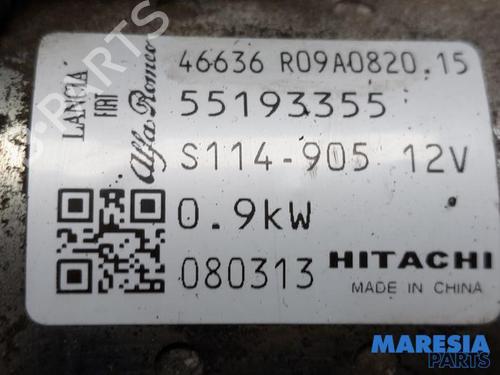 46636 R09A0820.15
LANCIA
FIAT
Alfa Romeo
55193355
S114-905 12V
0.9kW
080313 HITACHI
MADE IN CHINA
MARESIA
PARTS